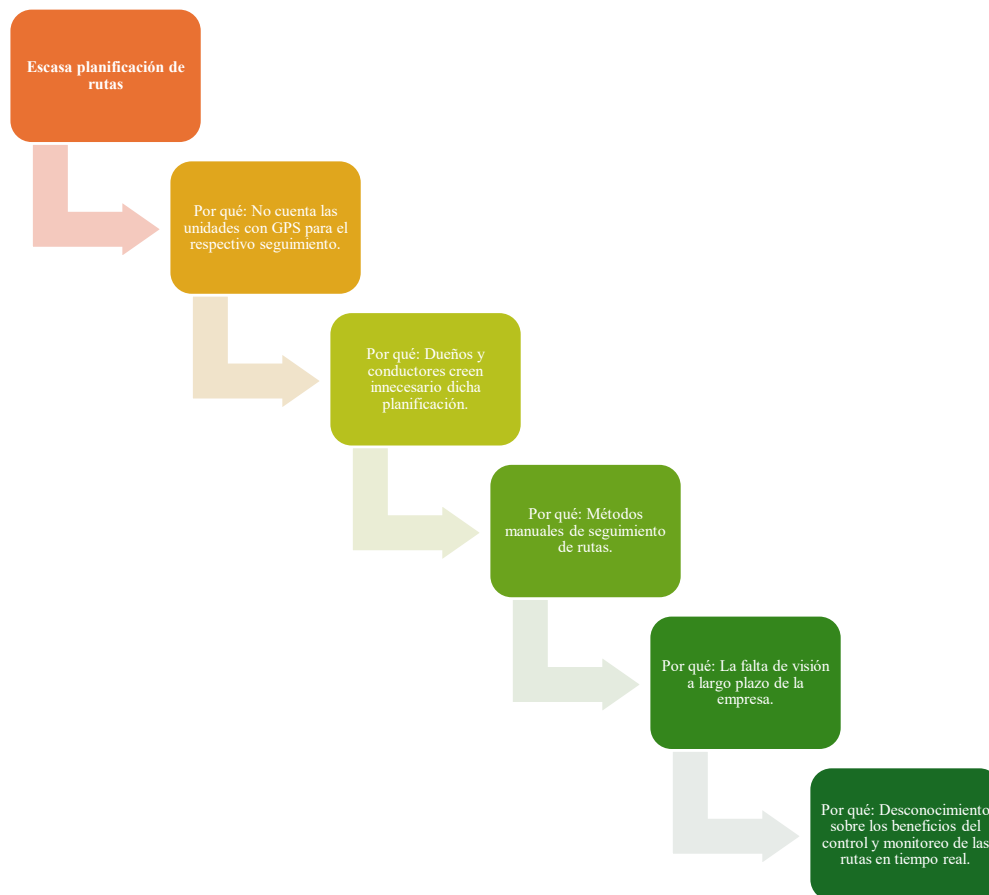 Escasa planificación de
rutas
Por qué: No cuenta las
unidades con GPS para el
respectivo seguimiento.
Por qué: Dueños y
conductores creen
innecesario dicha
planificación.
Por qué: Métodos
manuales de seguimiento
de rutas.
Por qué: La falta de visión
a largo plazo de la
empresa.
Por qué: Desconocimiento
sobre los beneficios del
control y monitoreo de las
rutas en tiempo real.